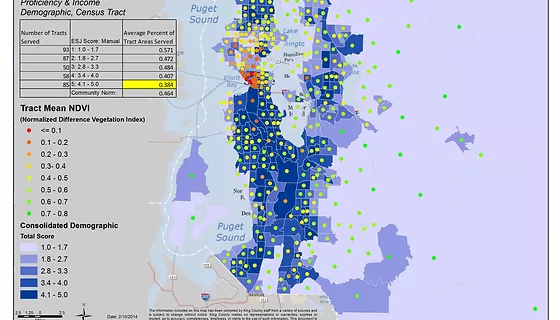 Proficiency & Income
Demographic, Census Tract
Number of Tracts Served
ESJ Score: Manual
Average Percent of Tract Areas Served
93 1: 1.0 - 1.7 0.571
87 2: 1.8 - 2.7 0.472
50 3: 2.8 - 3.3 0.484
58 4: 3.4 - 4.0 0.407
85 5: 4.1 - 5.0 0.384
Community Norm: 0.464
Tract Mean NDVI
(Normalized Difference Vegetation Index)
<= 0.1
0.1 - 0.2
0.2 - 0.3
0.3 - 0.4
0.4 - 0.5
0.5 - 0.6
0.6 - 0.7
0.7 - 0.8
Consolidated Demographic
Total Score
1.0 - 1.7
1.8 - 2.7
2.8 - 3.3
3.4 - 4.0
4.1 - 5.0
Puget
Sound
Lake
Elliott
Bay
Puget
Sound
Date: 2/10/2014
The information included on this map has been compiled by King County staff from a variety of sources and
is subject to change without notice. King County makes no representations or warranties, express or
implied, as to accuracy, completeness, timeliness, or rights to the use of such information. This document is